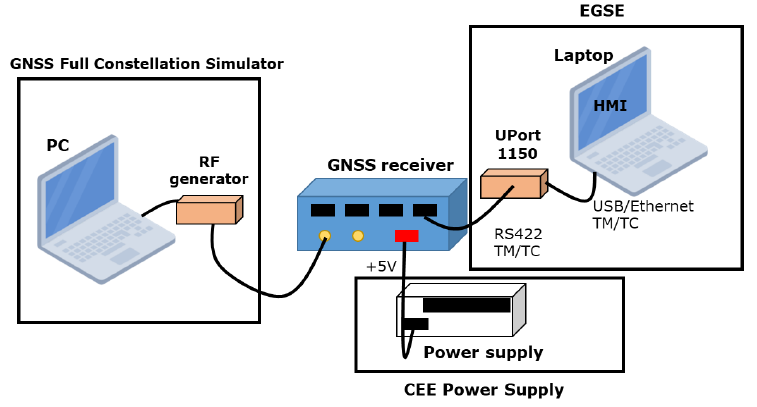 EGSE
GNSS Full Constellation Simulator
Laptop
HMI
PC
RF
generator
UPort
1150
GNSS receiver
USB/Ethernet
TM/TC
RS422
TM/TC
+5V
Power supply
CEE Power Supply